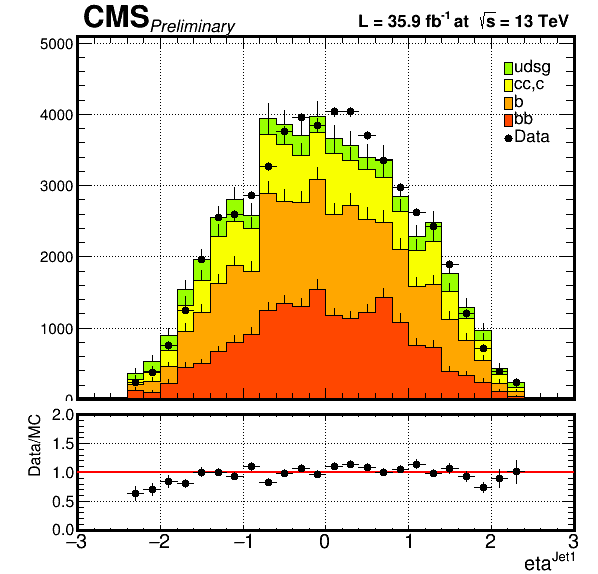 CMS Preliminary L = 35.9 fb-1 at √s = 13 TeV
5000
4000
3000
2000
1000
0
udsg
cc,c
b
bb
Data
Data/MC
2.0
1.5
1.0
0.5
0.0
−3 −2 −1 0 1 2 3
eta Jet1